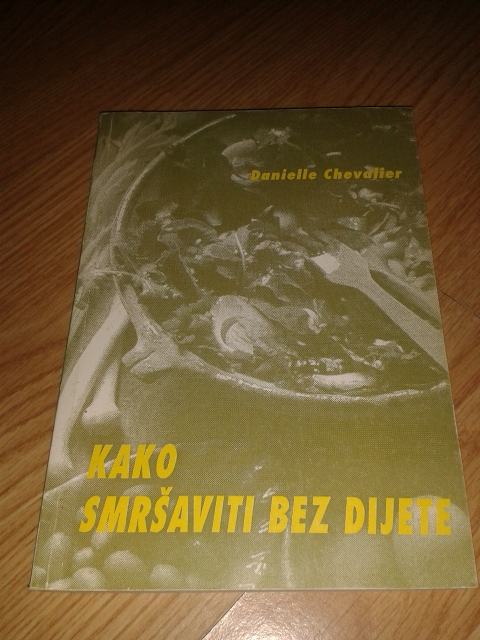 Danielle Chevalier
KAKO
SMRŠAVITI BEZ DIJETE